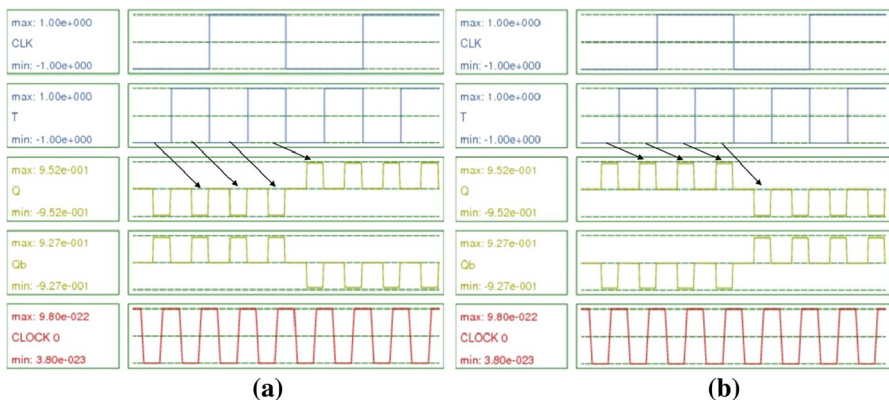 max: 1.00e+000
CLK
min: -1.00e+000
max: 1.00e+000
T
min: -1.00e+000
max: 9.52e-001
Q
min: -9.52e-001
max: 9.27e-001
Qb
min: -9.27e-001
max: 9.80e-022
CLOCK 0
min: 3.80e-023
(a)
max: 1.00e+000
CLK
min: -1.00e+000
max: 1.00e+000
T
min: -1.00e+000
max: 9.52e-001
Q
min: -9.52e-001
max: 9.27e-001
Qb
min: -9.27e-001
max: 9.80e-022
CLOCK 0
min: 3.80e-023
(b)